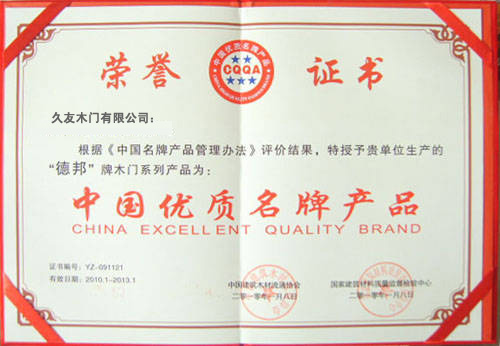 荣誉 证书
中国优质名牌产品
CQQA
久友木门有限公司：
根据《中国名牌产品管理办法》评价结果，特授予贵单位生产的
“德邦”牌木门系列产品为：
中国优质名牌产品
CHINA EXCELLENT QUALITY BRAND
证书编号：YZ-091121
有效日期：2010.1-2013.1
中国建筑木材流通协会
国家建筑材料质量监督检验中心
二〇一〇年一月八日
二〇一〇年一月八日